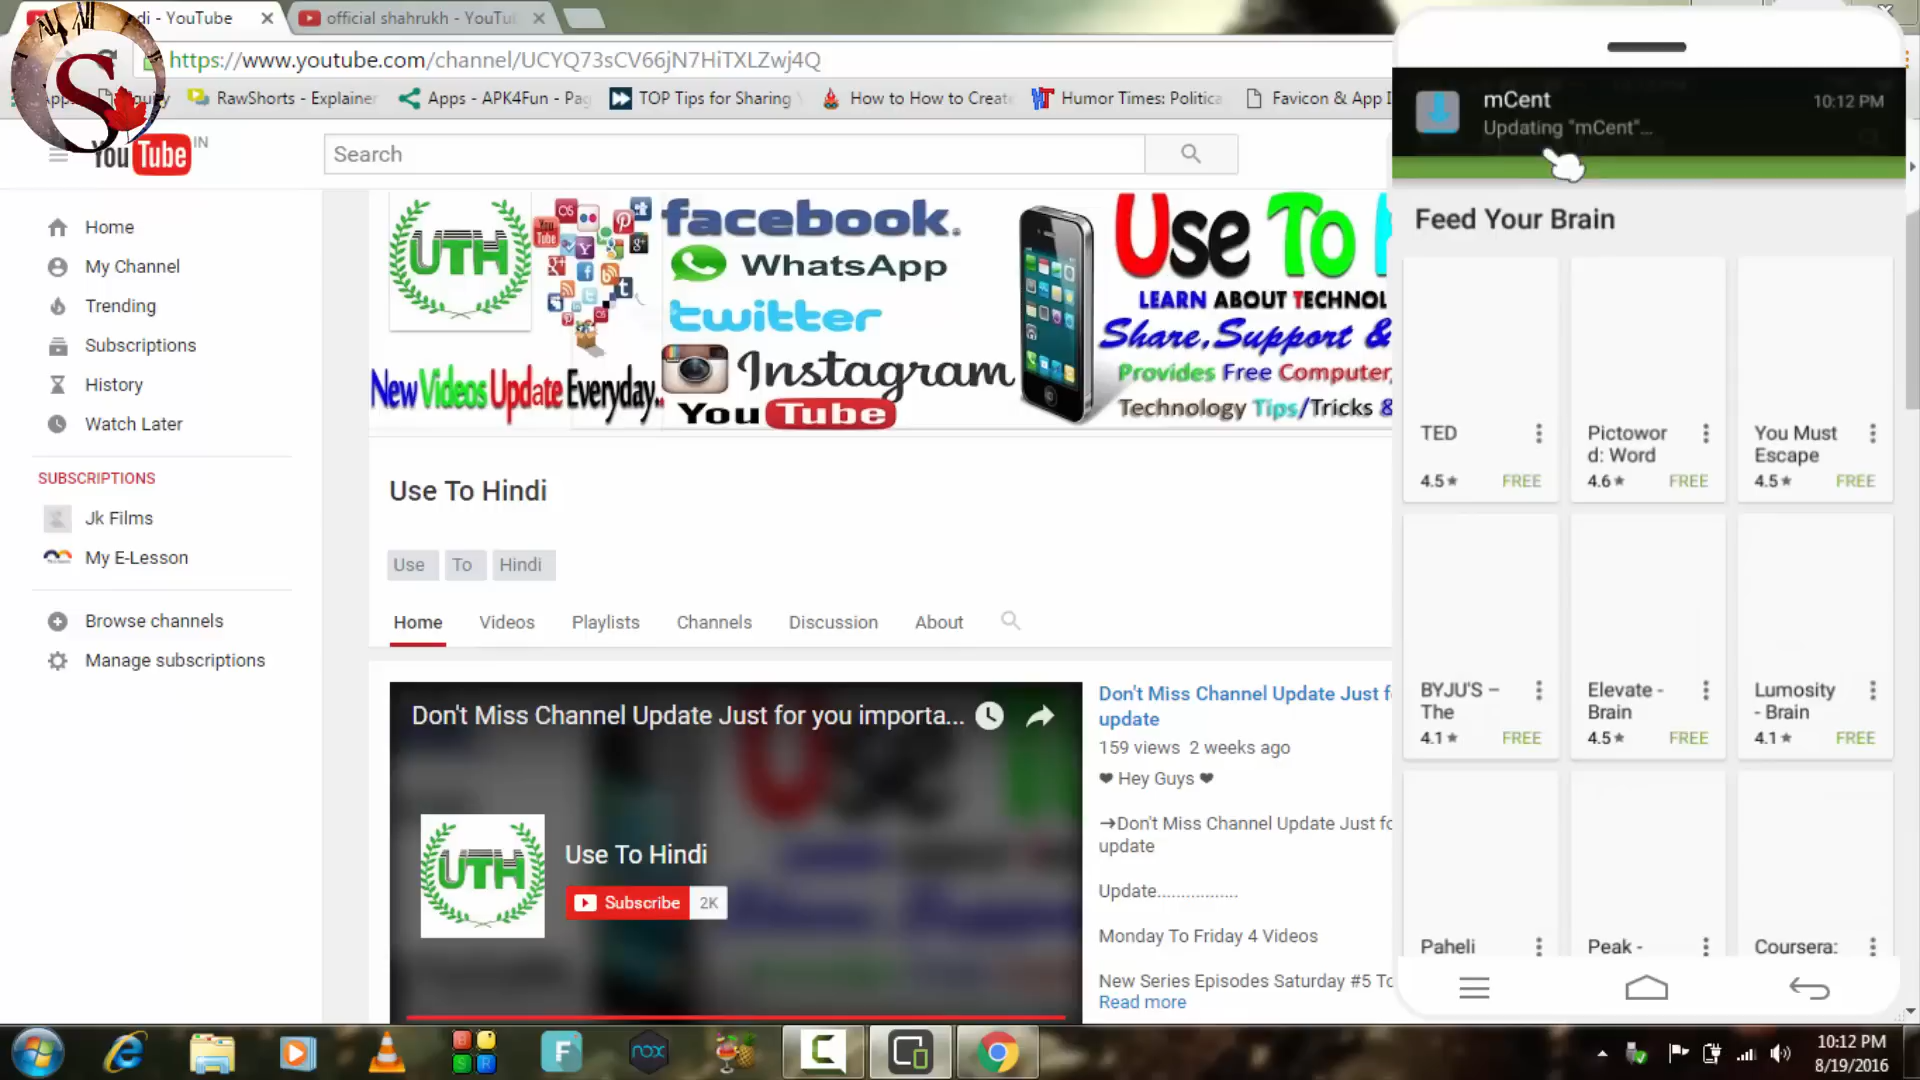 di - YouTube
official shahrukh - YouTu
https://www.youtube.com/channel/UCYQ73sCV66jN7HiTXLZwj4Q
RawShorts - Explainer
Apps - APK4Fun - Pag
TOP Tips for Sharing
How to How to Create
Humor Times: Politica
Favicon & App I
S
YouTube IN
Search
Home
My Channel
Trending
Subscriptions
History
Watch Later
SUBSCRIPTIONS
Jk Films
My E-Lesson
Browse channels
Manage subscriptions
UTH
New Videos Update Everyday..
facebook.
WhatsApp
twitter
Instagram
YouTube
Use To
LEARN ABOUT TECHNOL
Share,Support &
Provides Free Computer,
Technology Tips/Tricks &
Use To Hindi
Use To Hindi
Home Videos Playlists Channels Discussion About
Don't Miss Channel Update Just for you importa...
UTH
Use To Hindi
Subscribe 2K
Don't Miss Channel Update Just f
update
159 views 2 weeks ago
❤ Hey Guys ❤
→Don't Miss Channel Update Just fo
update
Update.................
Monday To Friday 4 Videos
New Series Episodes Saturday #5 To
Read more
mCent 10:12 PM
Updating "mCent"...
Feed Your Brain
TED
4.5★ FREE
Pictowor
d: Word
4.6★ FREE
You Must
Escape
4.5★ FREE
BYJU'S –
The
4.1★ FREE
Elevate -
Brain
4.5★ FREE
Lumosity
- Brain
4.1★ FREE
Paheli
Peak -
Coursera:
B
S R
F
nox
C
10:12 PM
8/19/2016